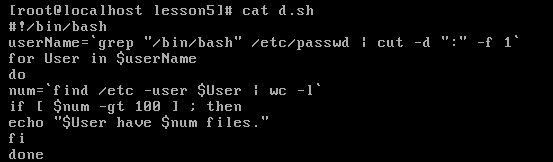 [root@localhost lesson5]# cat d.sh
#!/bin/bash
userName=`grep "/bin/bash" /etc/passwd | cut -d ":" -f 1`
for User in $userName
do
num=`find /etc -user $User | wc -l`
if [ $num -gt 100 ] ; then
echo "$User have $num files."
fi
done